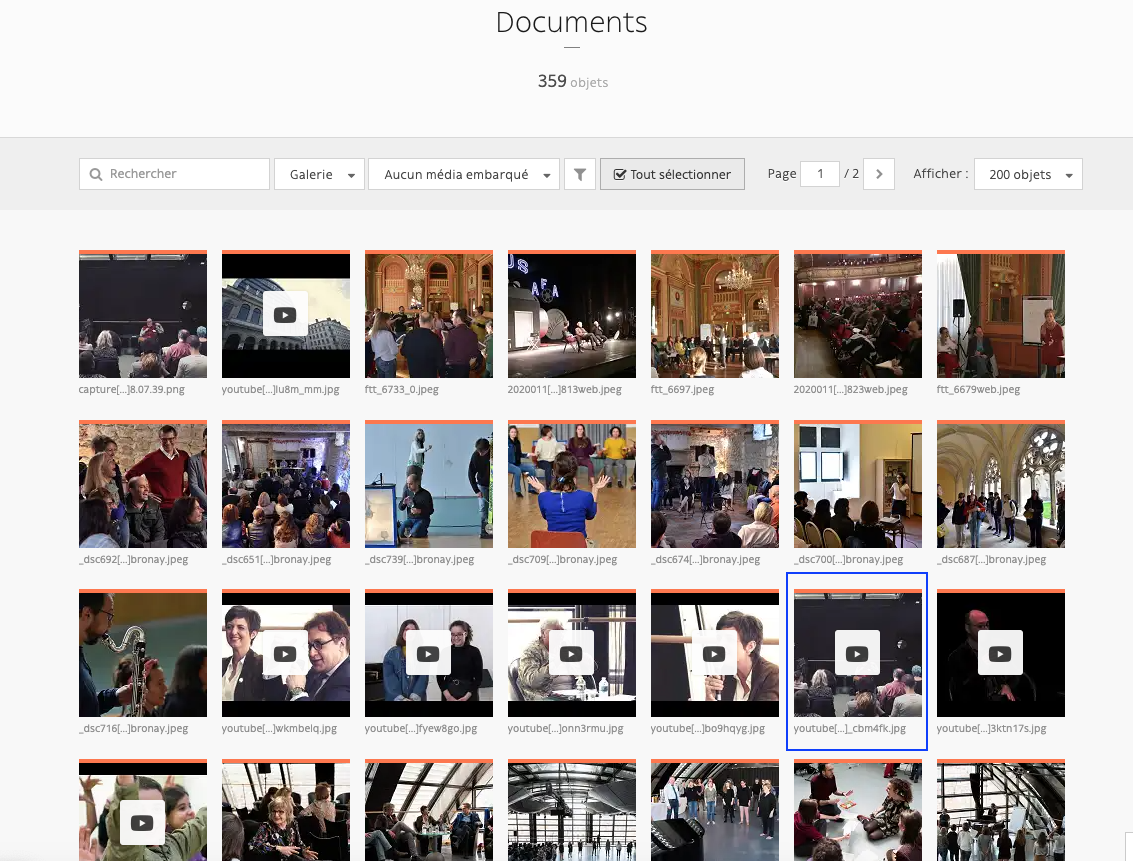 Documents
359 objets
Rechercher
Galerie
Aucun média embarqué
Tout sélectionner
Page 1 / 2
Afficher : 200 objets
capture[...]8.07.39.png
youtube[...]lu8m_mm.jpg
ftt_6733_0.jpeg
2020011[...]813web.jpeg
ftt_6697.jpeg
2020011[...]823web.jpeg
ftt_6679web.jpeg
_dsc692[...]bronay.jpeg
_dsc651[...]bronay.jpeg
_dsc739[...]bronay.jpeg
_dsc709[...]bronay.jpeg
_dsc674[...]bronay.jpeg
_dsc700[...]bronay.jpeg
_dsc687[...]bronay.jpeg
_dsc716[...]bronay.jpeg
youtube[...]wkmbeiq.jpg
youtube[...]fyew8go.jpg
youtube[...]onn3rmu.jpg
youtube[...]bo9hqyg.jpg
youtube[...]_cbm4fk.jpg
youtube[...]3ktn17s.jpg